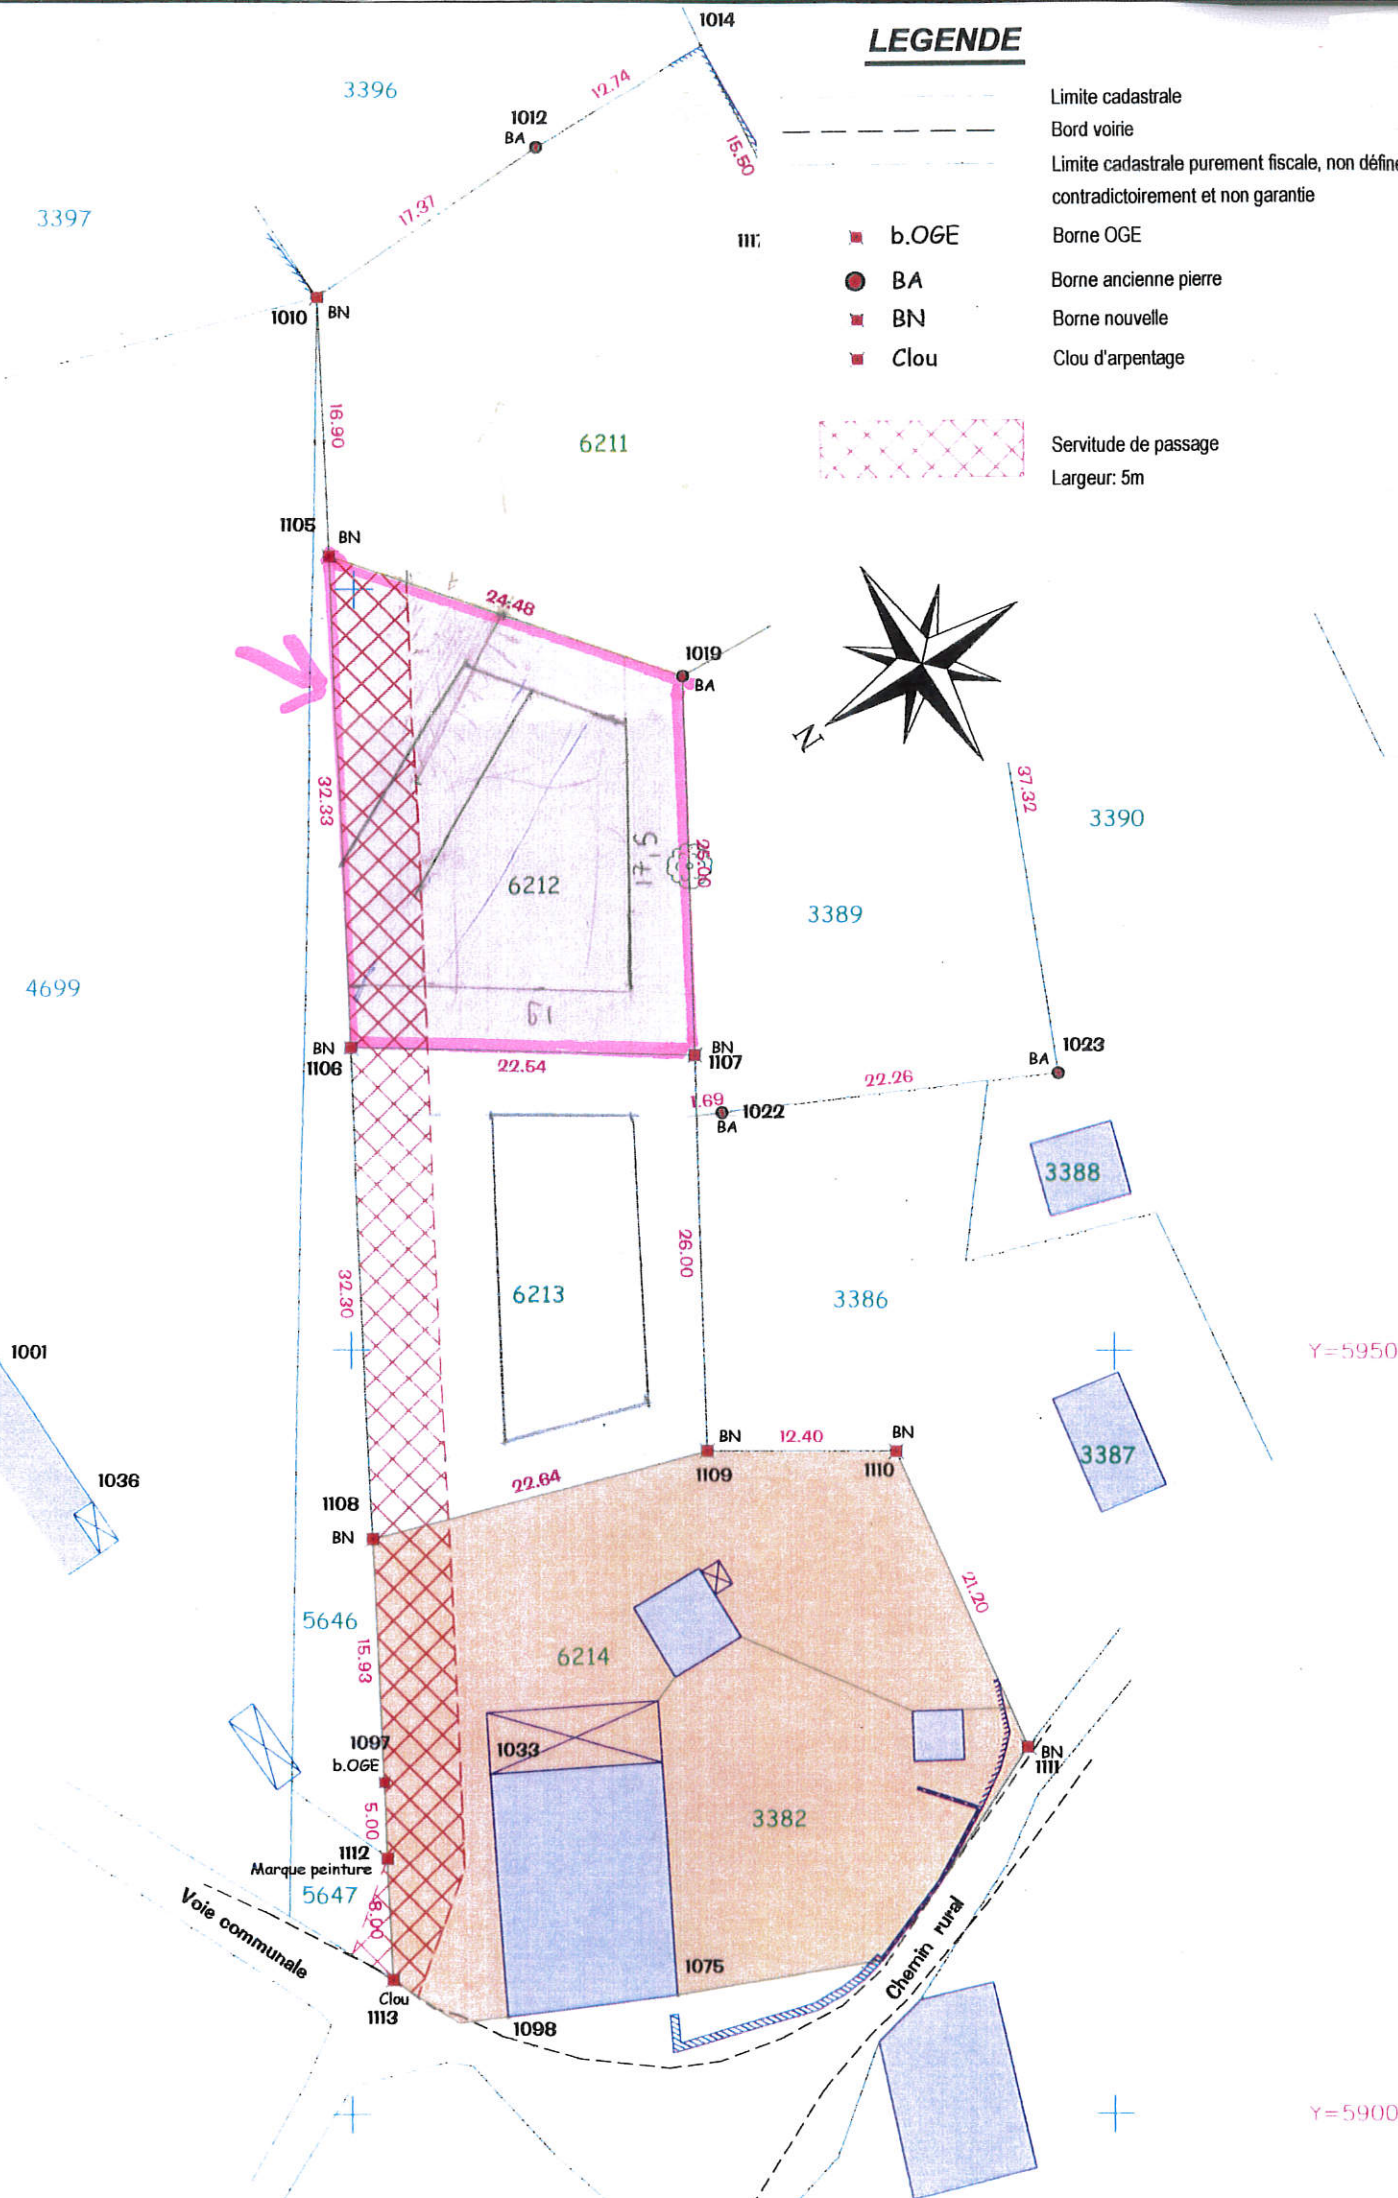 1014
LEGENDE
3396
12.74
1012
BA
Limite cadastrale
Bord voirie
15.50
Limite cadastrale purement fiscale, non défin
contradictoirement et non garantie
3397
17.37
b.OGE
Borne OGE
BA
Borne ancienne pierre
1010
BN
BN
Borne nouvelle
Clou
Clou d'arpentage
16.90
6211
Servitude de passage
Largeur: 5m
1105
BN
24.48
1019
BA
N
32.33
37.32
3390
17,5
25.00
6212
3389
4699
19
BN
1106
22.54
BN
1107
1023
BA
22.26
1.69
1022
BA
3388
26.00
32.30
6213
3386
1001
Y=5950
BN
12.40
BN
1109
1110
3387
22.64
1036
1108
BN
21.20
5646
15.93
6214
1097
b.OGE
1033
BN
1111
5.00
3382
1112
Marque peinture
5647
8.00
Voie communale
Chemin rural
1075
Clou
1113
1098
Y=5900